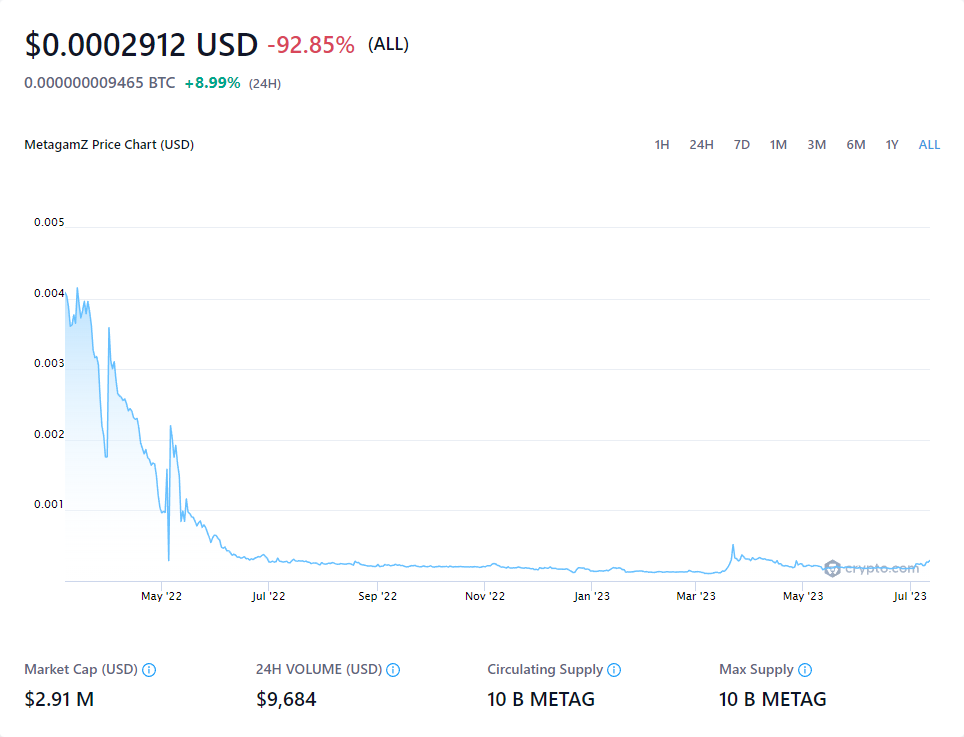 $0.0002912 USD -92.85% (ALL)
0.000000009465 BTC +8.99% (24H)
MetagamZ Price Chart (USD) 1H 24H 7D 1M 3M 6M 1Y ALL
0.005
0.004
0.003
0.002
0.001
crypto.com
May '22 Jul '22 Sep '22 Nov '22 Jan '23 Mar '23 May '23 Jul '23
Market Cap (USD) 24H VOLUME (USD) Circulating Supply Max Supply
$2.91 M $9,684 10 B METAG 10 B METAG